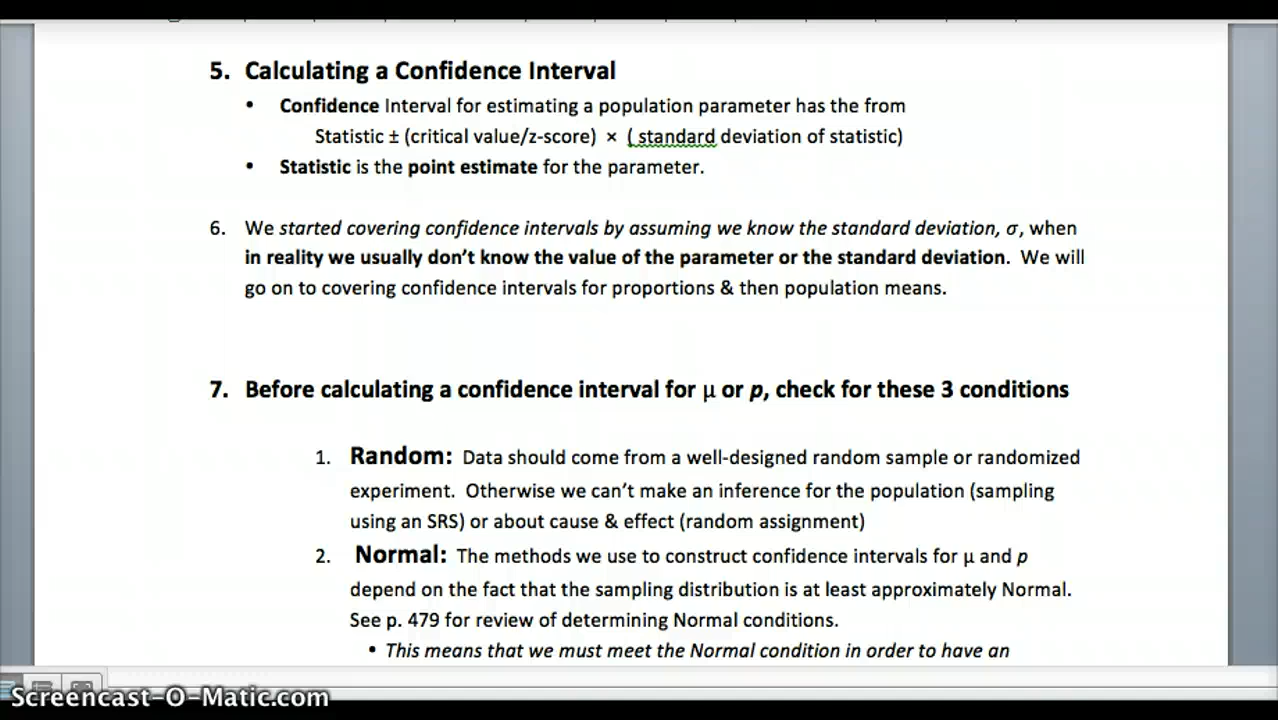 5. Calculating a Confidence Interval
• Confidence Interval for estimating a population parameter has the from
Statistic ± (critical value/z-score) × ( standard deviation of statistic)
• Statistic is the point estimate for the parameter.
6. We started covering confidence intervals by assuming we know the standard deviation, σ, when
in reality we usually don't know the value of the parameter or the standard deviation. We will
go on to covering confidence intervals for proportions & then population means.
7. Before calculating a confidence interval for µ or p, check for these 3 conditions
1. Random: Data should come from a well-designed random sample or randomized
experiment. Otherwise we can't make an inference for the population (sampling
using an SRS) or about cause & effect (random assignment)
2. Normal: The methods we use to construct confidence intervals for µ and p
depend on the fact that the sampling distribution is at least approximately Normal.
See p. 479 for review of determining Normal conditions.
• This means that we must meet the Normal condition in order to have an
Screencast-O-Matic.com